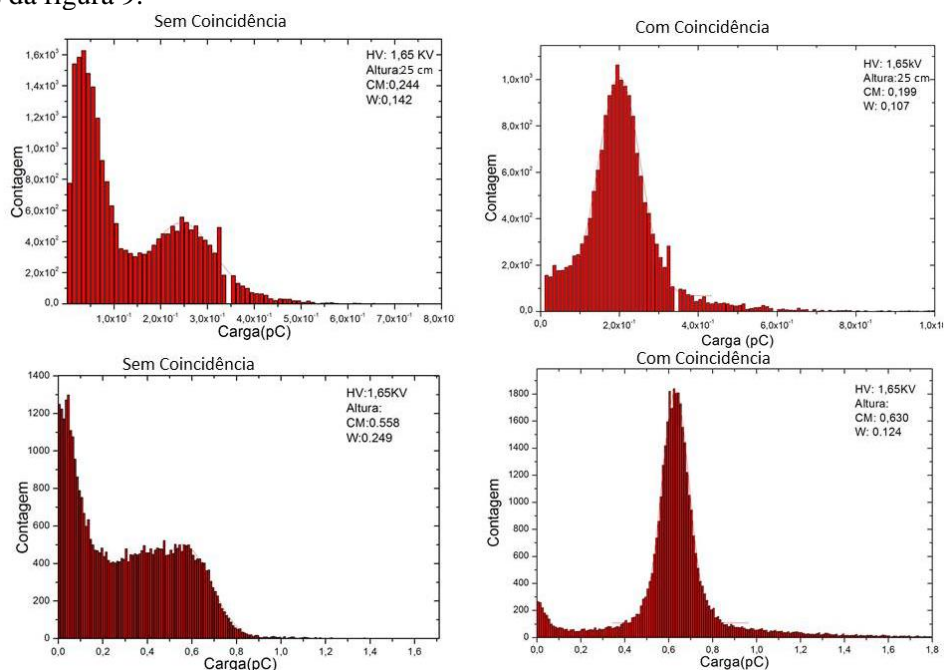 da figura 9.
Sem Coincidência
1,6x10³
1,4x10³
1,2x10³
1,0x10³
8,0x10²
6,0x10²
4,0x10²
2,0x10²
0,0
Contagem
HV: 1,65 KV
Altura:25 cm
CM:0,244
W:0,142
1,0x10⁻¹ 2,0x10⁻¹ 3,0x10⁻¹ 4,0x10⁻¹ 5,0x10⁻¹ 6,0x10⁻¹ 7,0x10⁻¹ 8,0x10
Carga(pC)
Com Coincidência
1,0x10³
8,0x10²
6,0x10²
4,0x10²
2,0x10²
0,0
Contagem
HV: 1,65kV
Altura:25 cm
CM: 0,199
W: 0,107
0,0 2,0x10⁻¹ 4,0x10⁻¹ 6,0x10⁻¹ 8,0x10⁻¹ 1,0x10
Carga (pC)
Sem Coincidência
1400
1200
1000
800
600
400
200
0
Contagem
HV:1,65KV
Altura:
CM:0.558
W:0.249
0,0 0,2 0,4 0,6 0,8 1,0 1,2 1,4 1,6
Carga(pC)
Com Coincidência
1800
1600
1400
1200
1000
800
600
400
200
0
Contagem
HV: 1,65KV
Altura:
CM: 0,630
W: 0.124
0,0 0,2 0,4 0,6 0,8 1,0 1,2 1,4 1,6 1,8
Carga(pC)